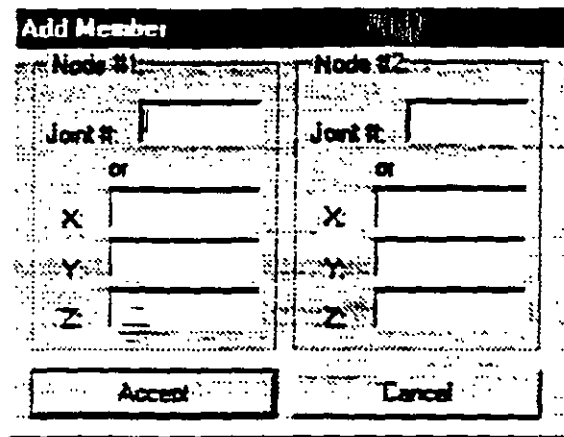 Add Member
Node #1:
Joint #:
or
X:
Y:
Z:
Node #2
Joint #:
or
X:
Y:
Z:
Accept
Cancel